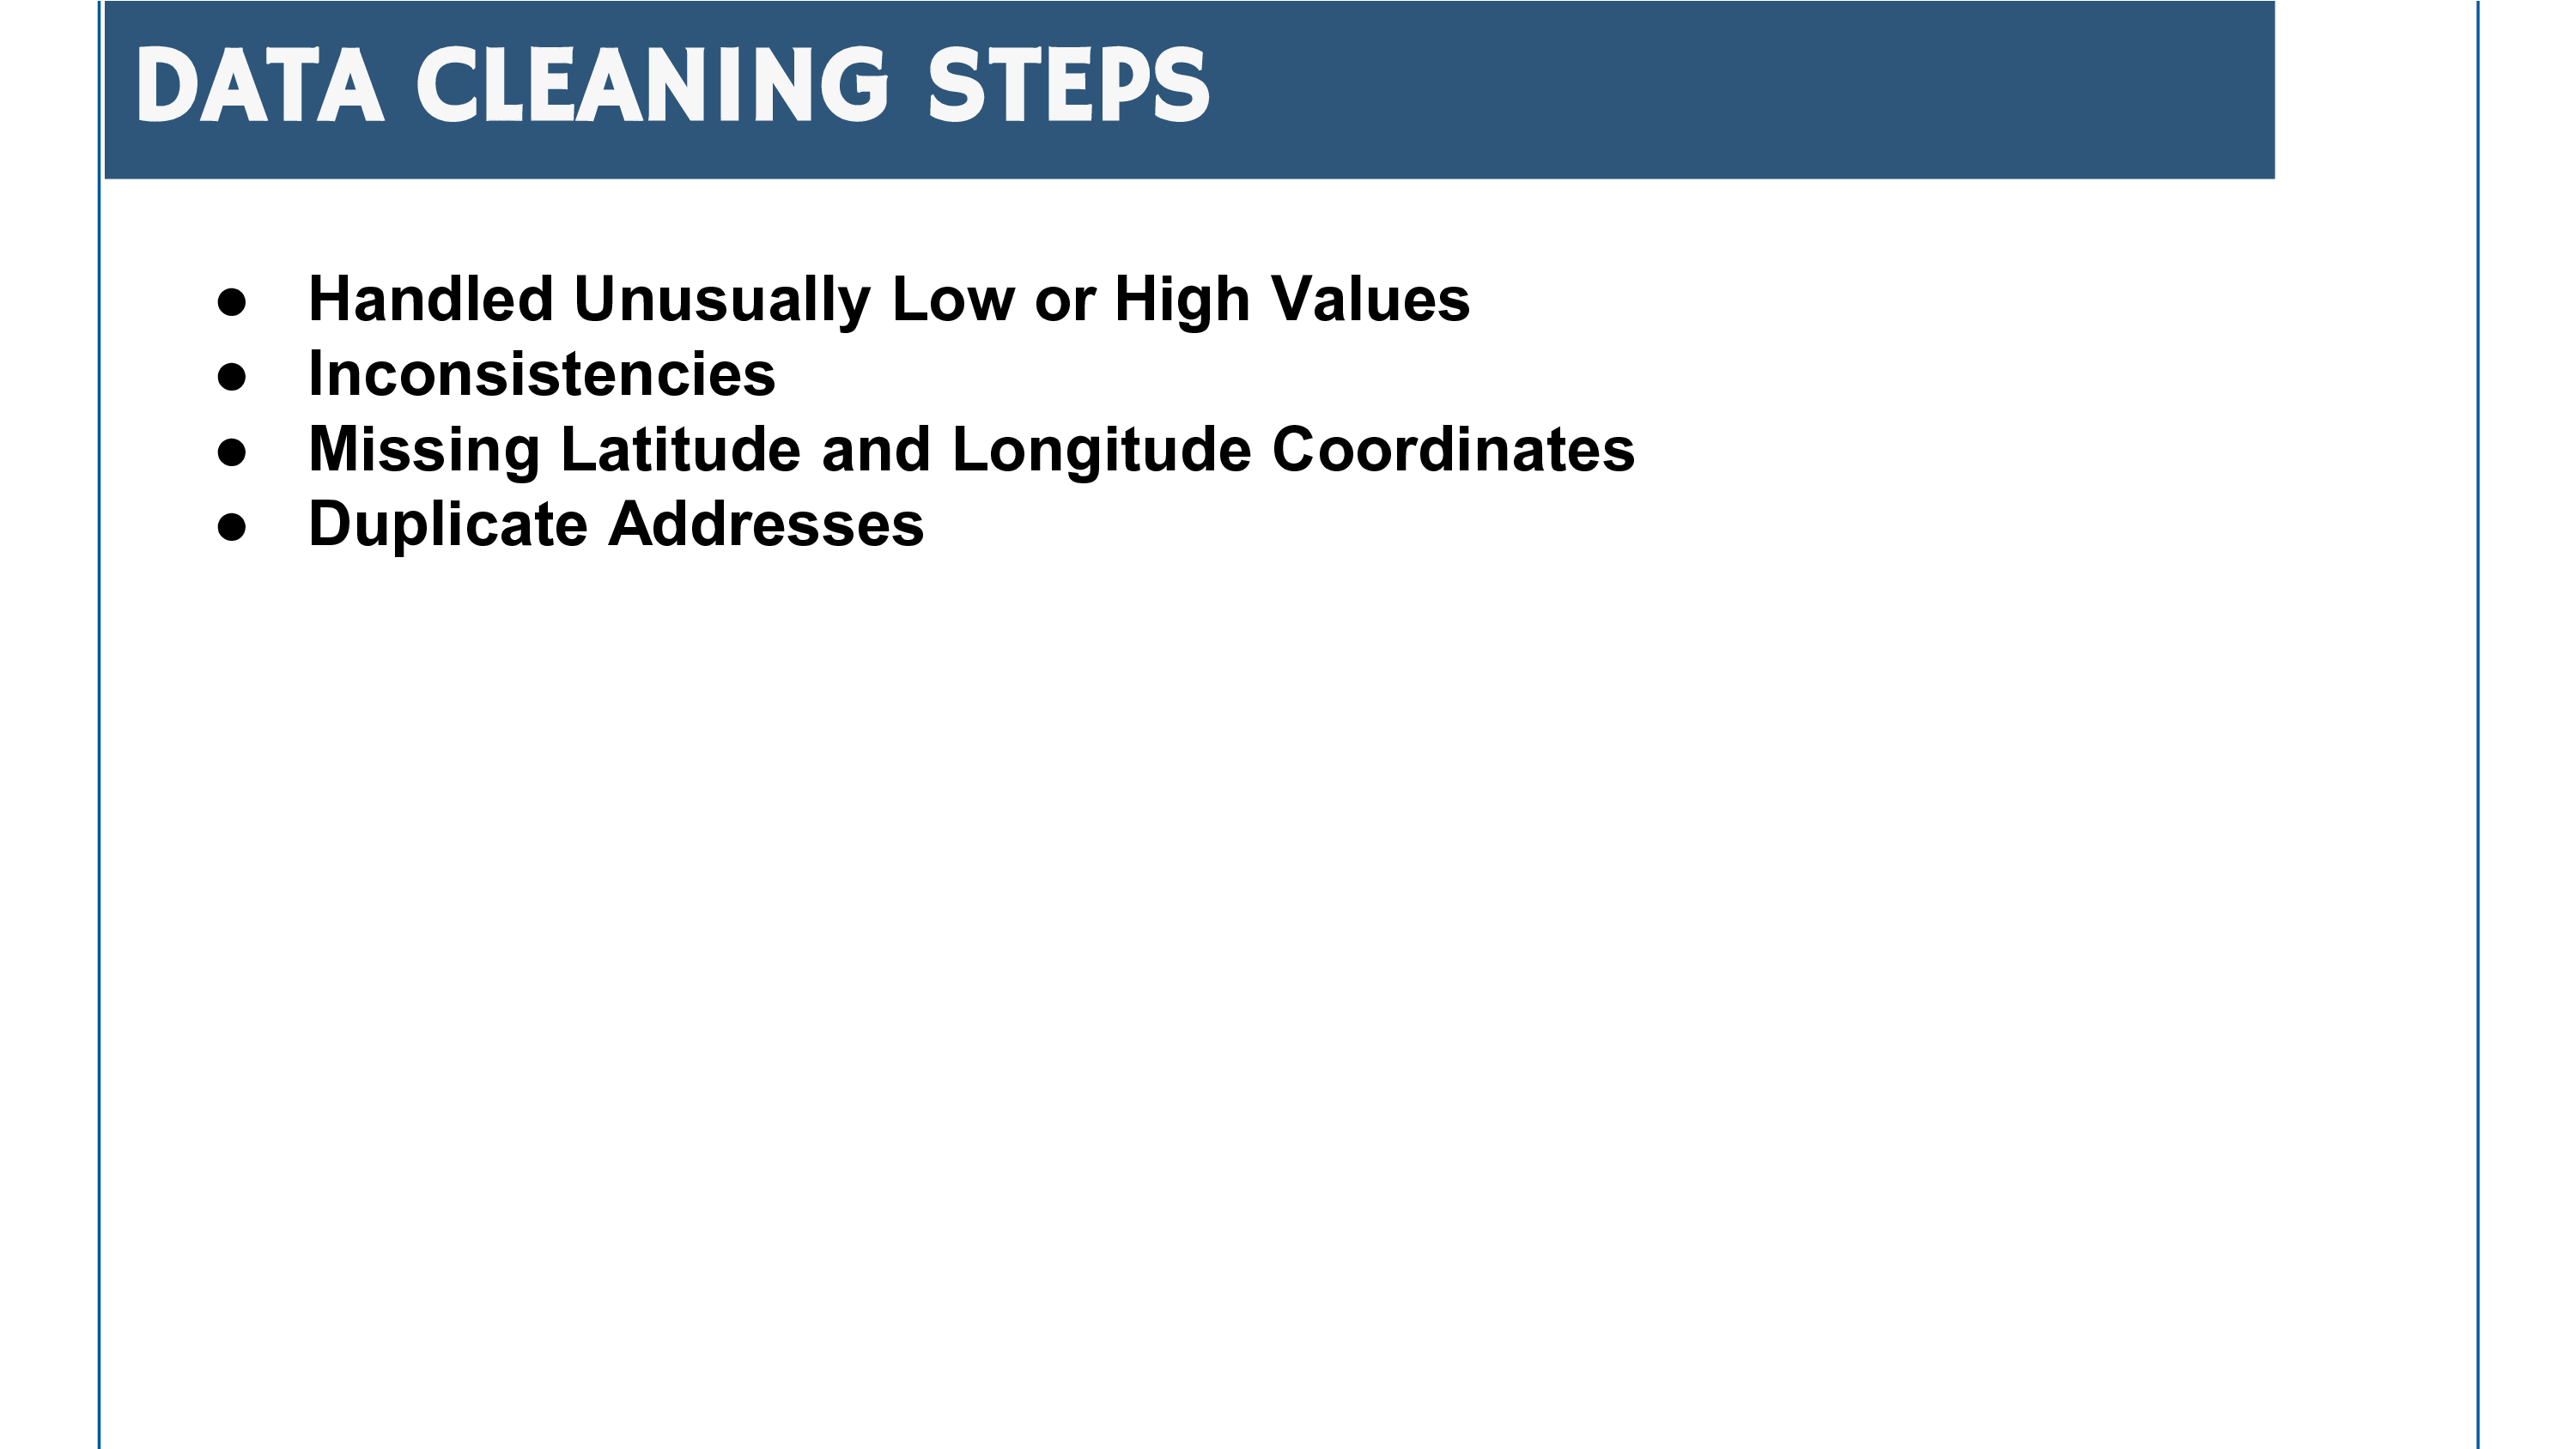 DATA CLEANING STEPS
● Handled Unusually Low or High Values
● Inconsistencies
● Missing Latitude and Longitude Coordinates
● Duplicate Addresses